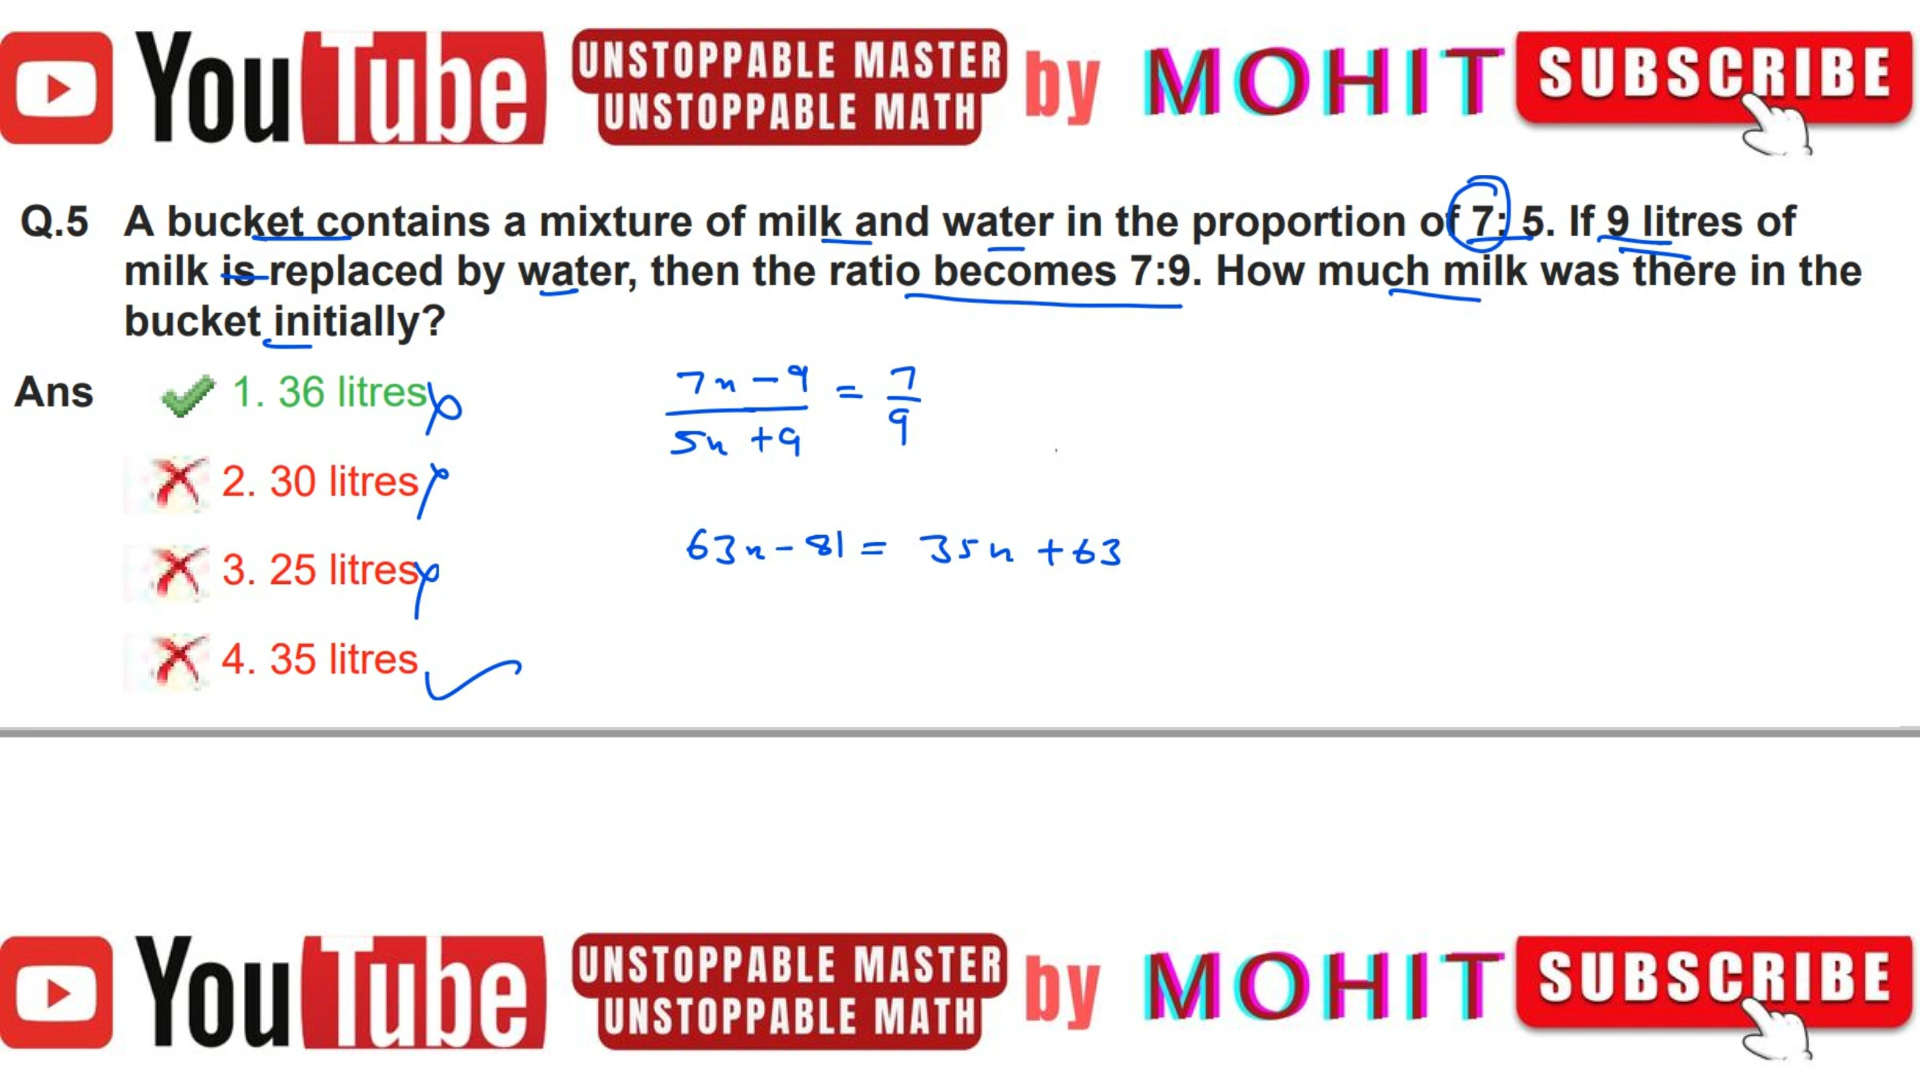 YouTube UNSTOPPABLE MASTER UNSTOPPABLE MATH by MOHIT SUBSCRIBE
Q.5 A bucket contains a mixture of milk and water in the proportion of 7: 5. If 9 litres of
milk is replaced by water, then the ratio becomes 7:9. How much milk was there in the
bucket initially?
Ans 1. 36 litres
2. 30 litres
3. 25 litres
4. 35 litres
7x - 9 = 7
5x + 9 9
63x - 81 = 35x + 63
YouTube UNSTOPPABLE MASTER UNSTOPPABLE MATH by MOHIT SUBSCRIBE